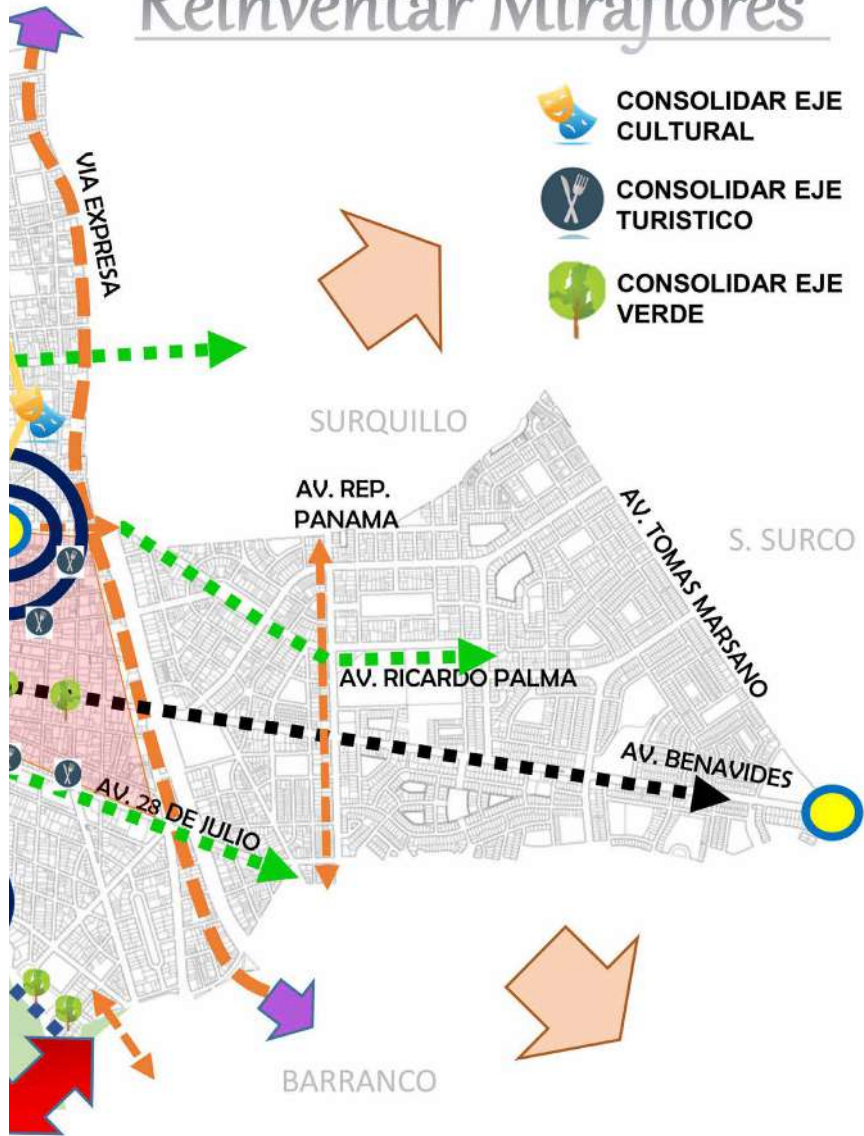 Reinventar Miraflores
CONSOLIDAR EJE
CULTURAL
CONSOLIDAR EJE
TURISTICO
CONSOLIDAR EJE
VERDE
VIA EXPRESA
SURQUILLO
AV. REP.
PANAMA
AV. TOMAS MARSANO
S. SURCO
AV. RICARDO PALMA
AV. BENAVIDES
AV. 28 DE JULIO
BARRANCO